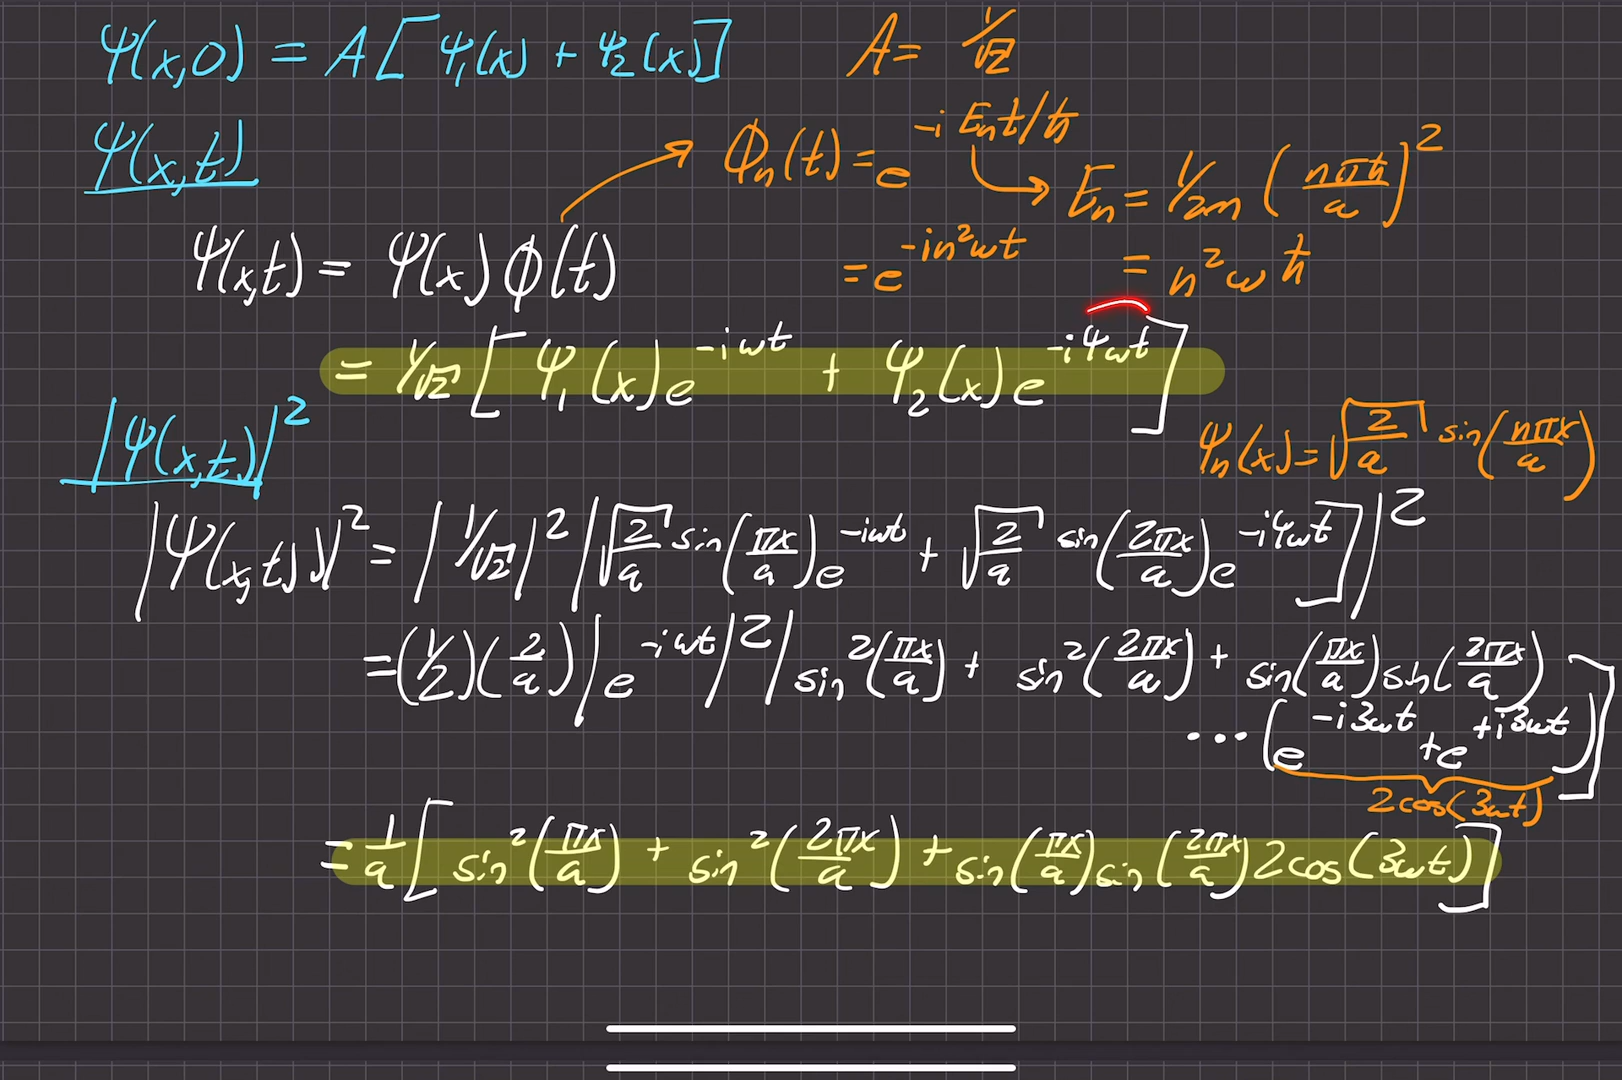 Ψ(x,0) = A[ψ₁(x) + ψ₂(x)]   A = 1/√2
Ψ(x,t)   ϕₙ(t) = e^(-iEₙt/ħ)   Eₙ = 1/2m (nπħ/a)²
Ψ(x,t) = ψ(x)ϕ(t)   = e^(-in²ωt)   = n²ωħ
= 1/√2 [ψ₁(x)e^(-iωt) + ψ₂(x)e^(-i4ωt)]
|Ψ(x,t)|²   ψₙ(x) = √(2/a) sin(nπx/a)
|Ψ(x,t)|² = |1/√2|² |√(2/a) sin(πx/a)e^(-iωt) + √(2/a) sin(2πx/a)e^(-i4ωt)]|²
= (1/2)(2/a)|e^(-iωt)|²|sin²(πx/a) + sin²(2πx/a) + sin(πx/a)sin(2πx/a)
...(e^(-i3ωt) + e^(+i3ωt))]
2cos(3ωt)
= 1/a [sin²(πx/a) + sin²(2πx/a) + sin(πx/a)sin(2πx/a)2cos(3ωt)]